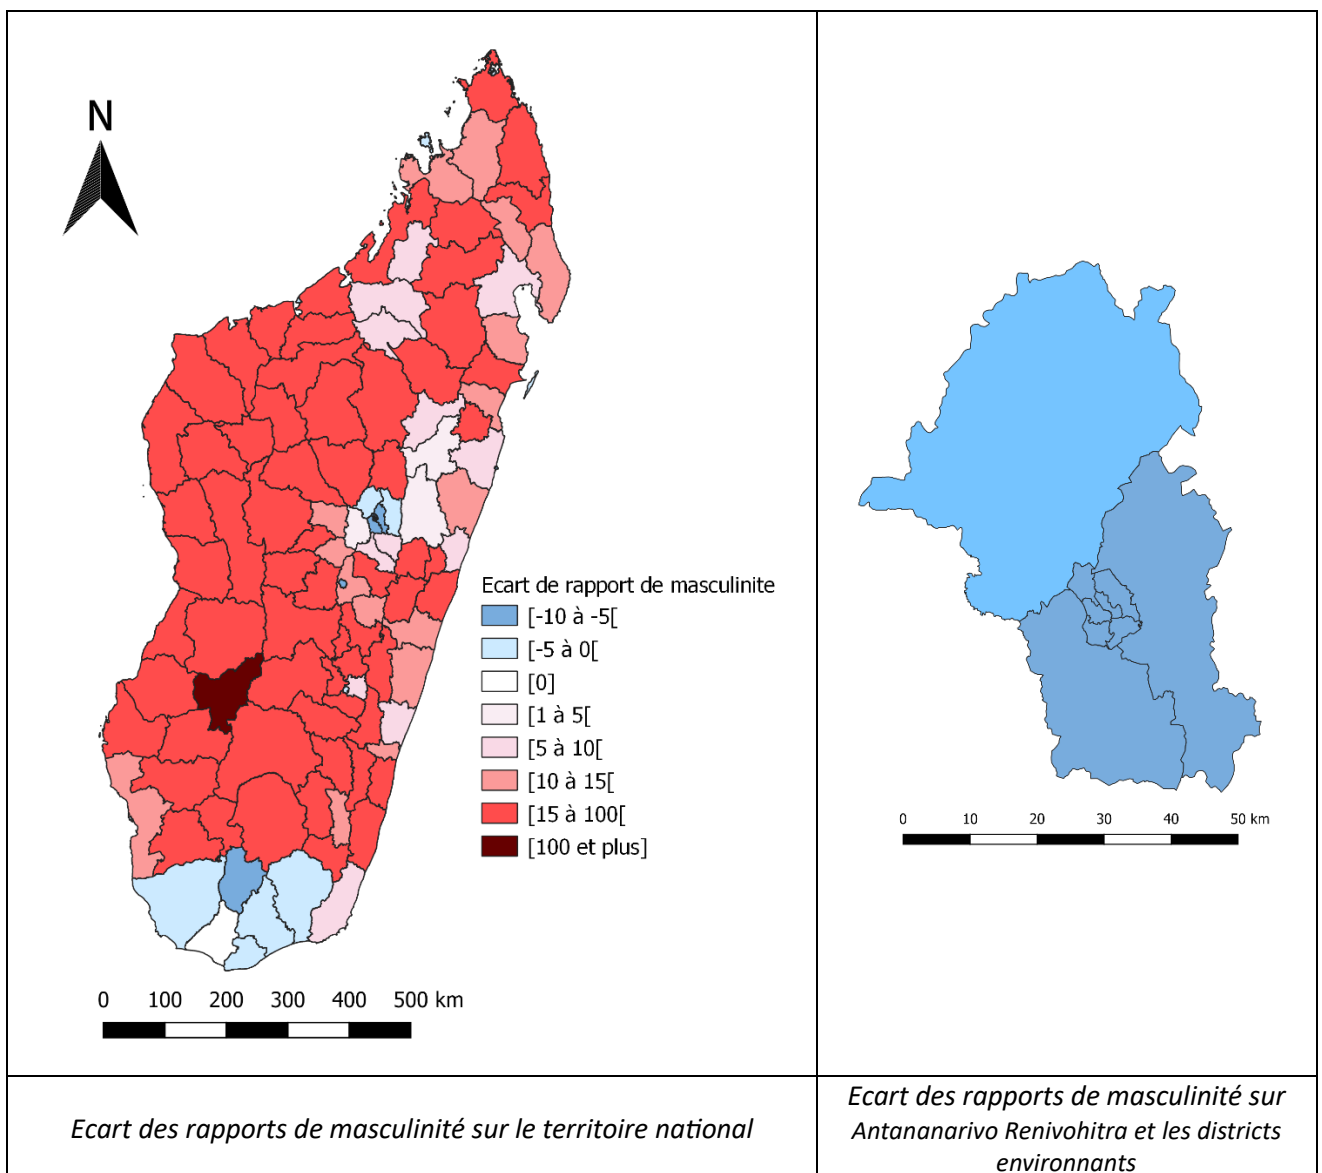 N
Ecart de rapport de masculinite
[-10 à -5[
[-5 à 0[
[0]
[1 à 5[
[5 à 10[
[10 à 15[
[15 à 100[
[100 et plus]
0 100 200 300 400 500 km
0 10 20 30 40 50 km
Ecart des rapports de masculinité sur le territoire national
Ecart des rapports de masculinité sur
Antananarivo Renivohitra et les districts
environnants